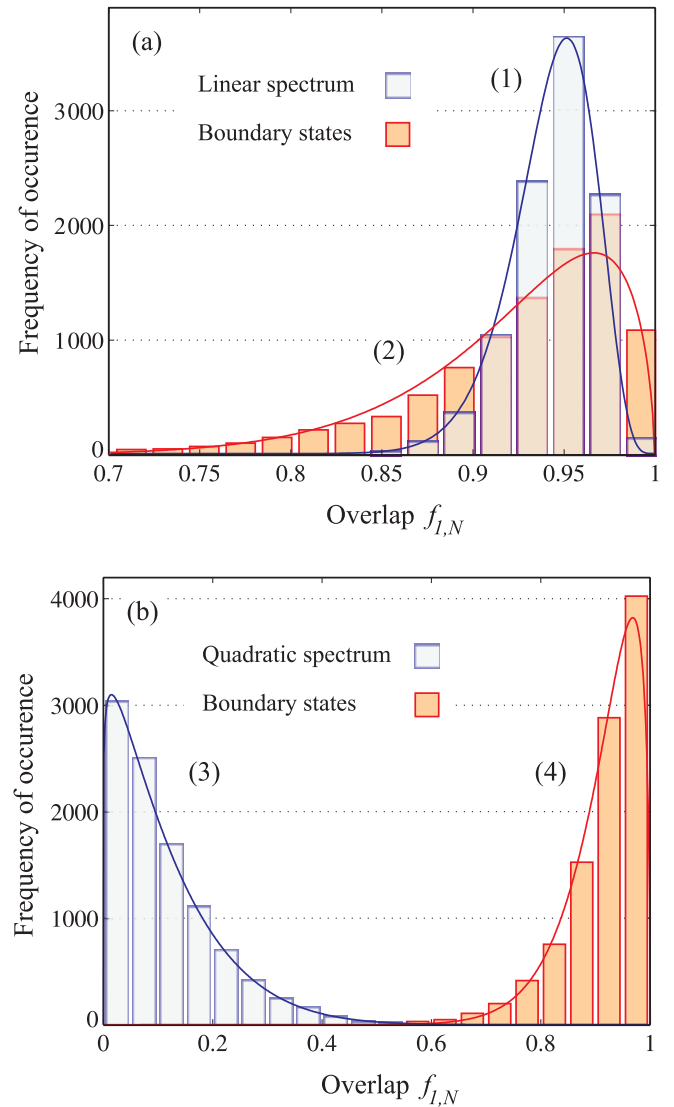 (a)
(1)
Linear spectrum
Boundary states
(2)
Frequency of occurence
3000
2000
1000
0
0.7
0.75
0.8
0.85
0.9
0.95
1
Overlap f1,N
(b)
Quadratic spectrum
Boundary states
(3)
(4)
Frequency of occurence
4000
3000
2000
1000
0
0
0.2
0.4
0.6
0.8
1
Overlap f1,N